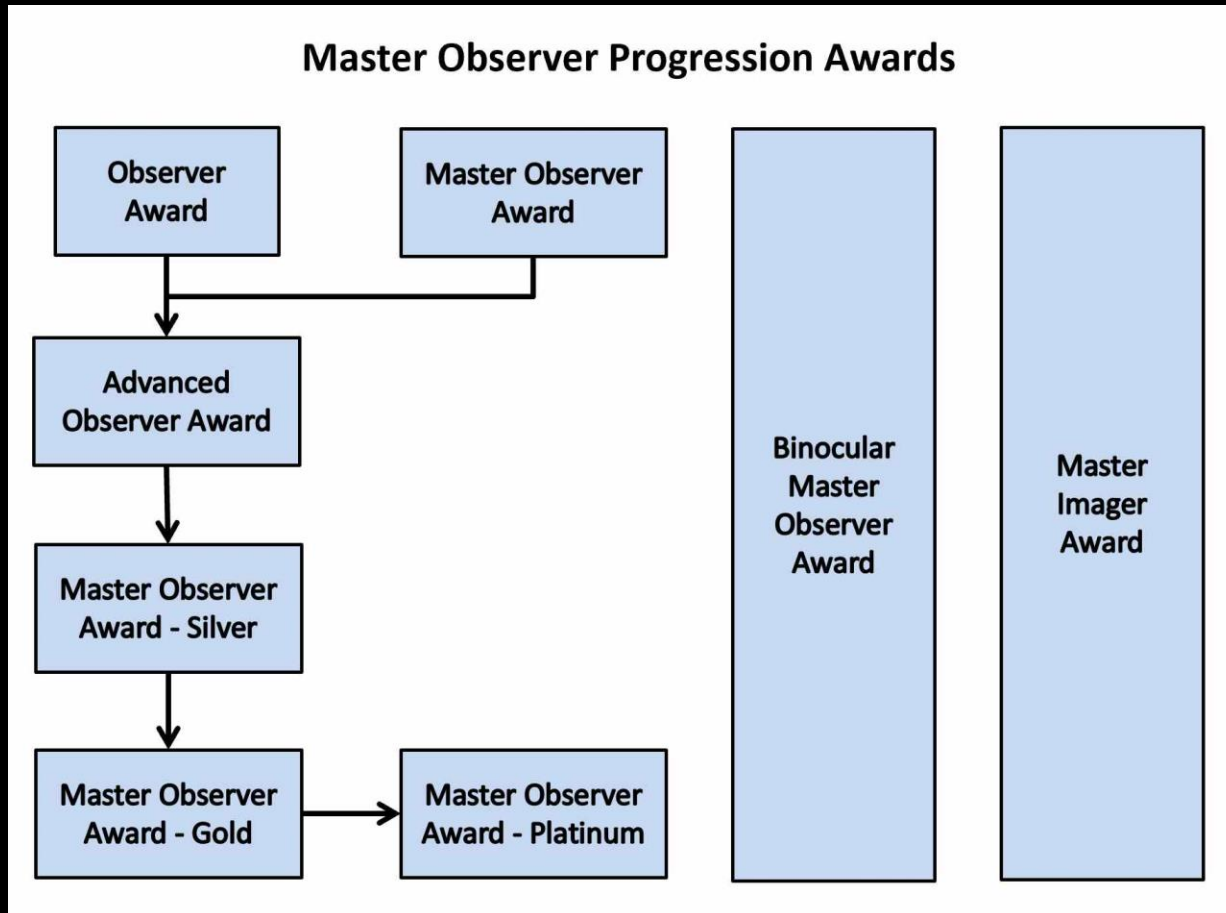 Master Observer Progression Awards
Observer
Award
Master Observer
Award
Advanced
Observer Award
Master Observer
Award - Silver
Master Observer
Award - Gold
Master Observer
Award - Platinum
Binocular
Master
Observer
Award
Master
Imager
Award